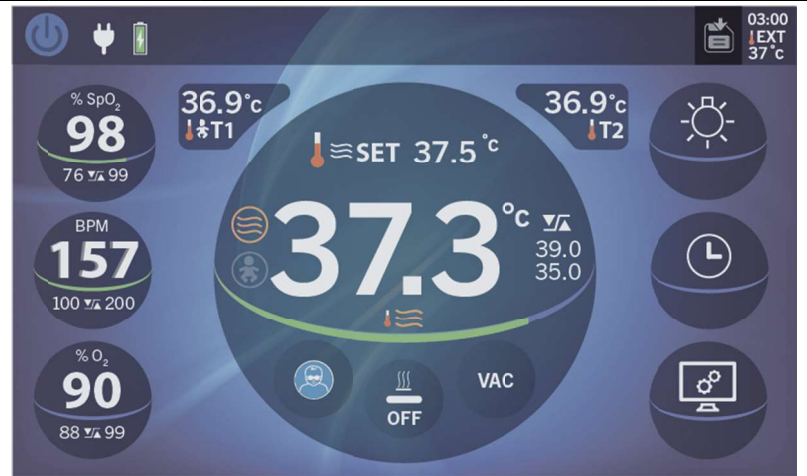 03:00
EXT
37°c
% SpO₂
98
76 99
36.9°c
T1
36.9°c
T2
SET 37.5°c
37.3°c
39.0
35.0
BPM
157
100 200
% O₂
90
88 99
OFF
VAC